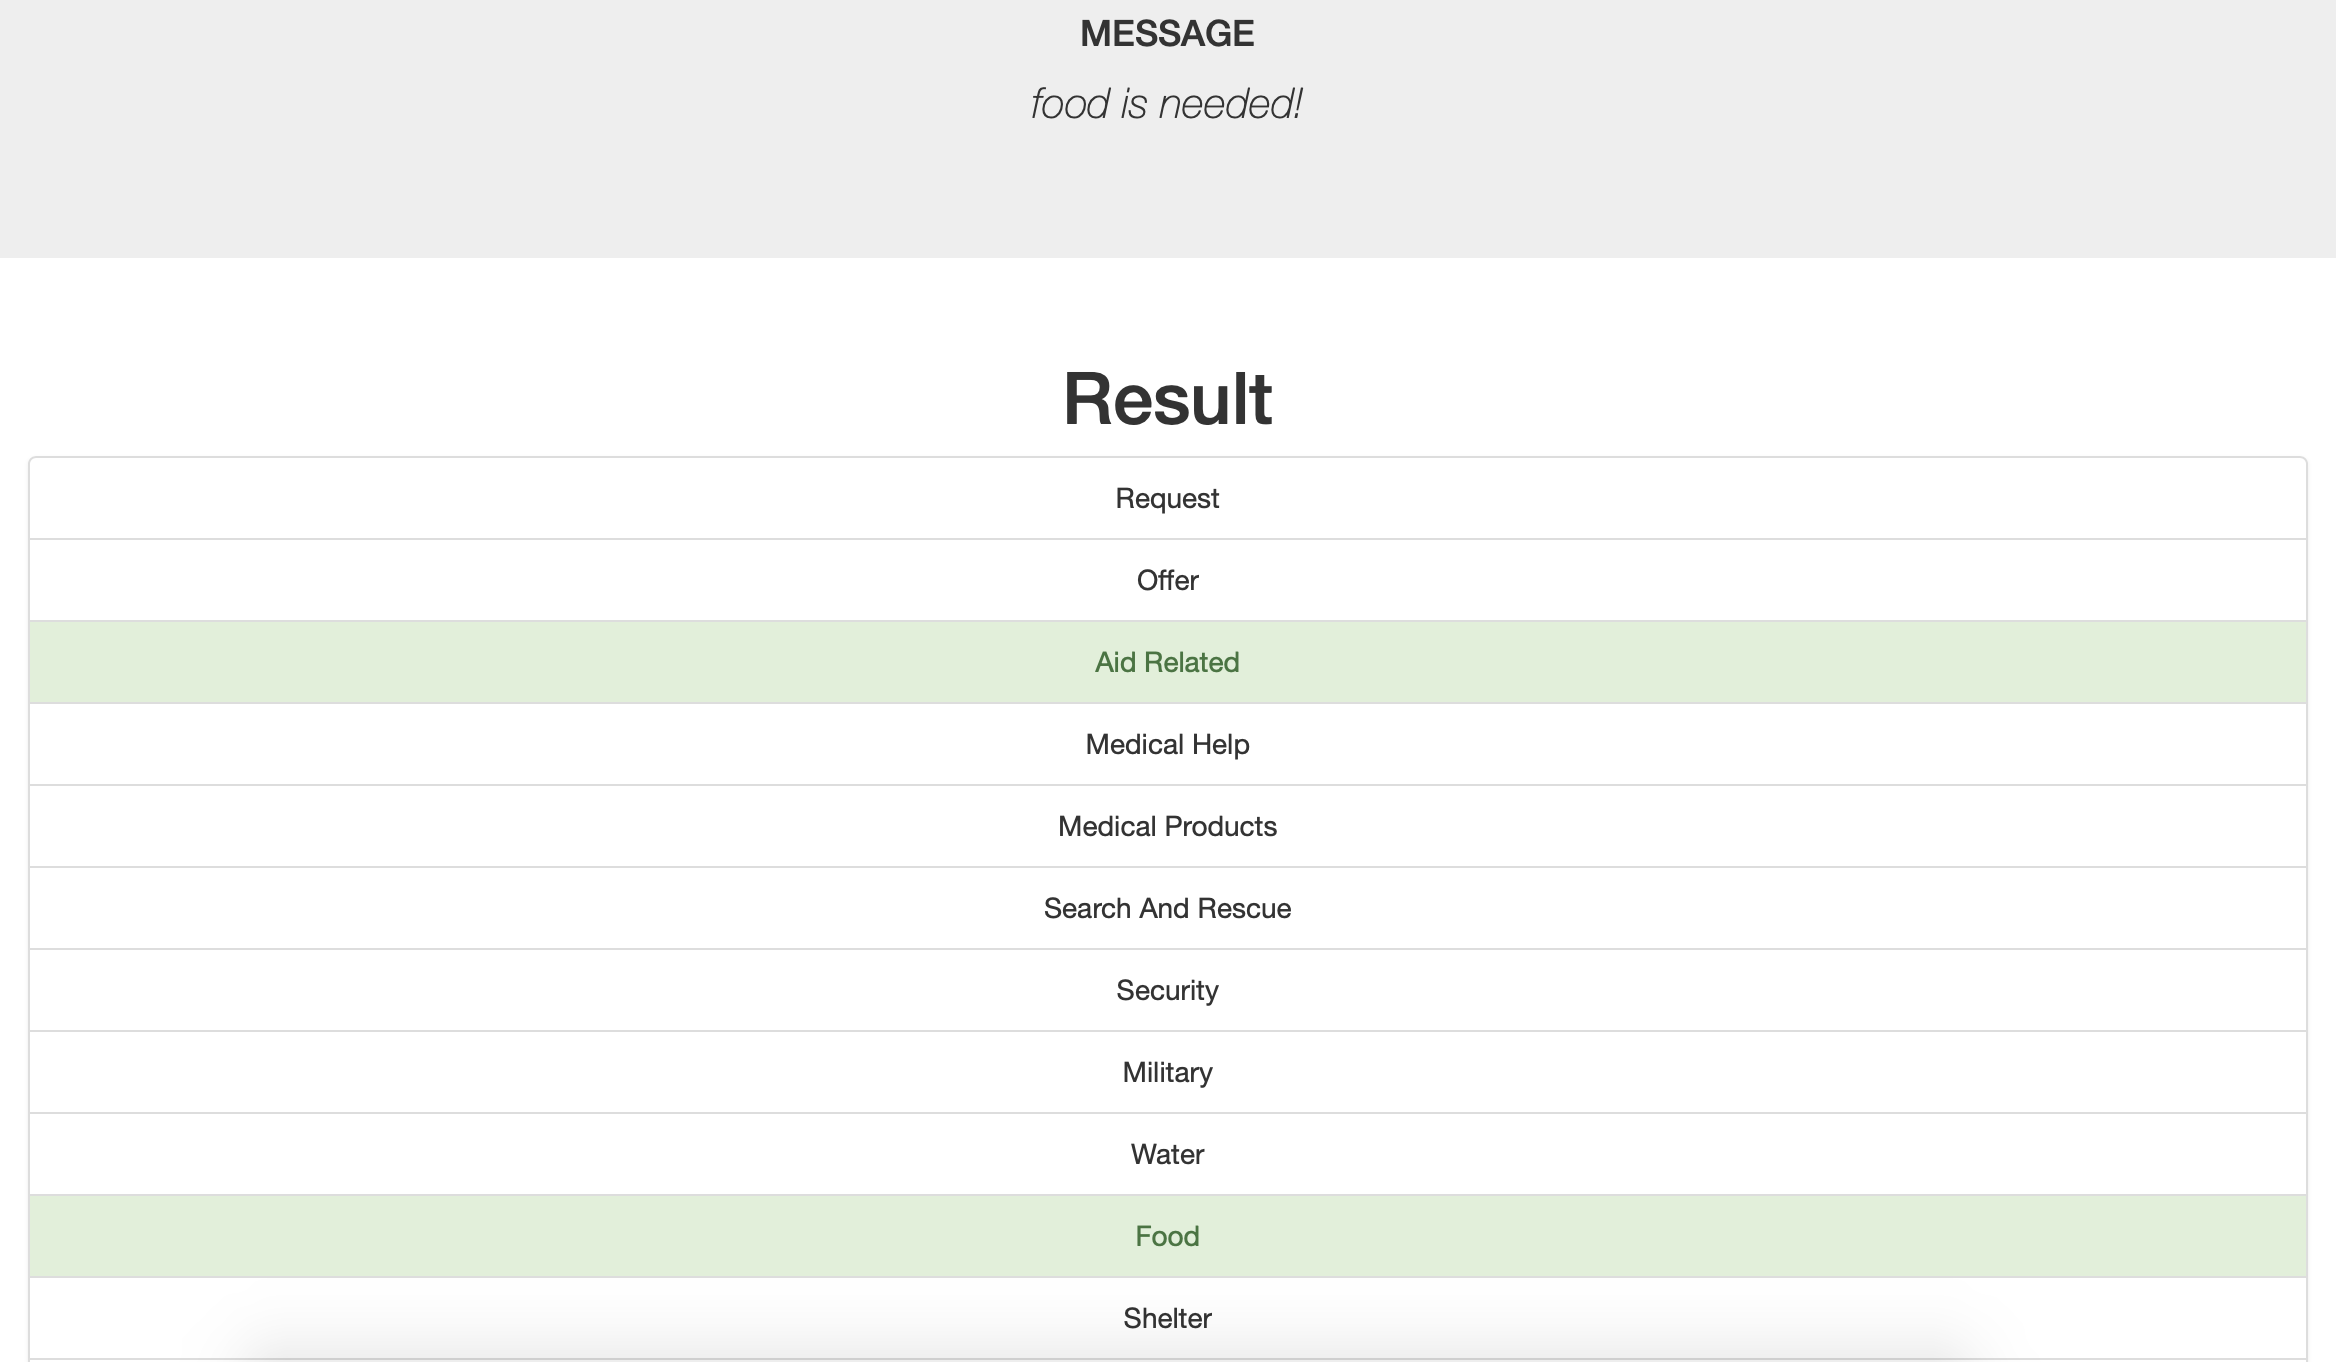 MESSAGE
food is needed!
Result
Request
Offer
Aid Related
Medical Help
Medical Products
Search And Rescue
Security
Military
Water
Food
Shelter